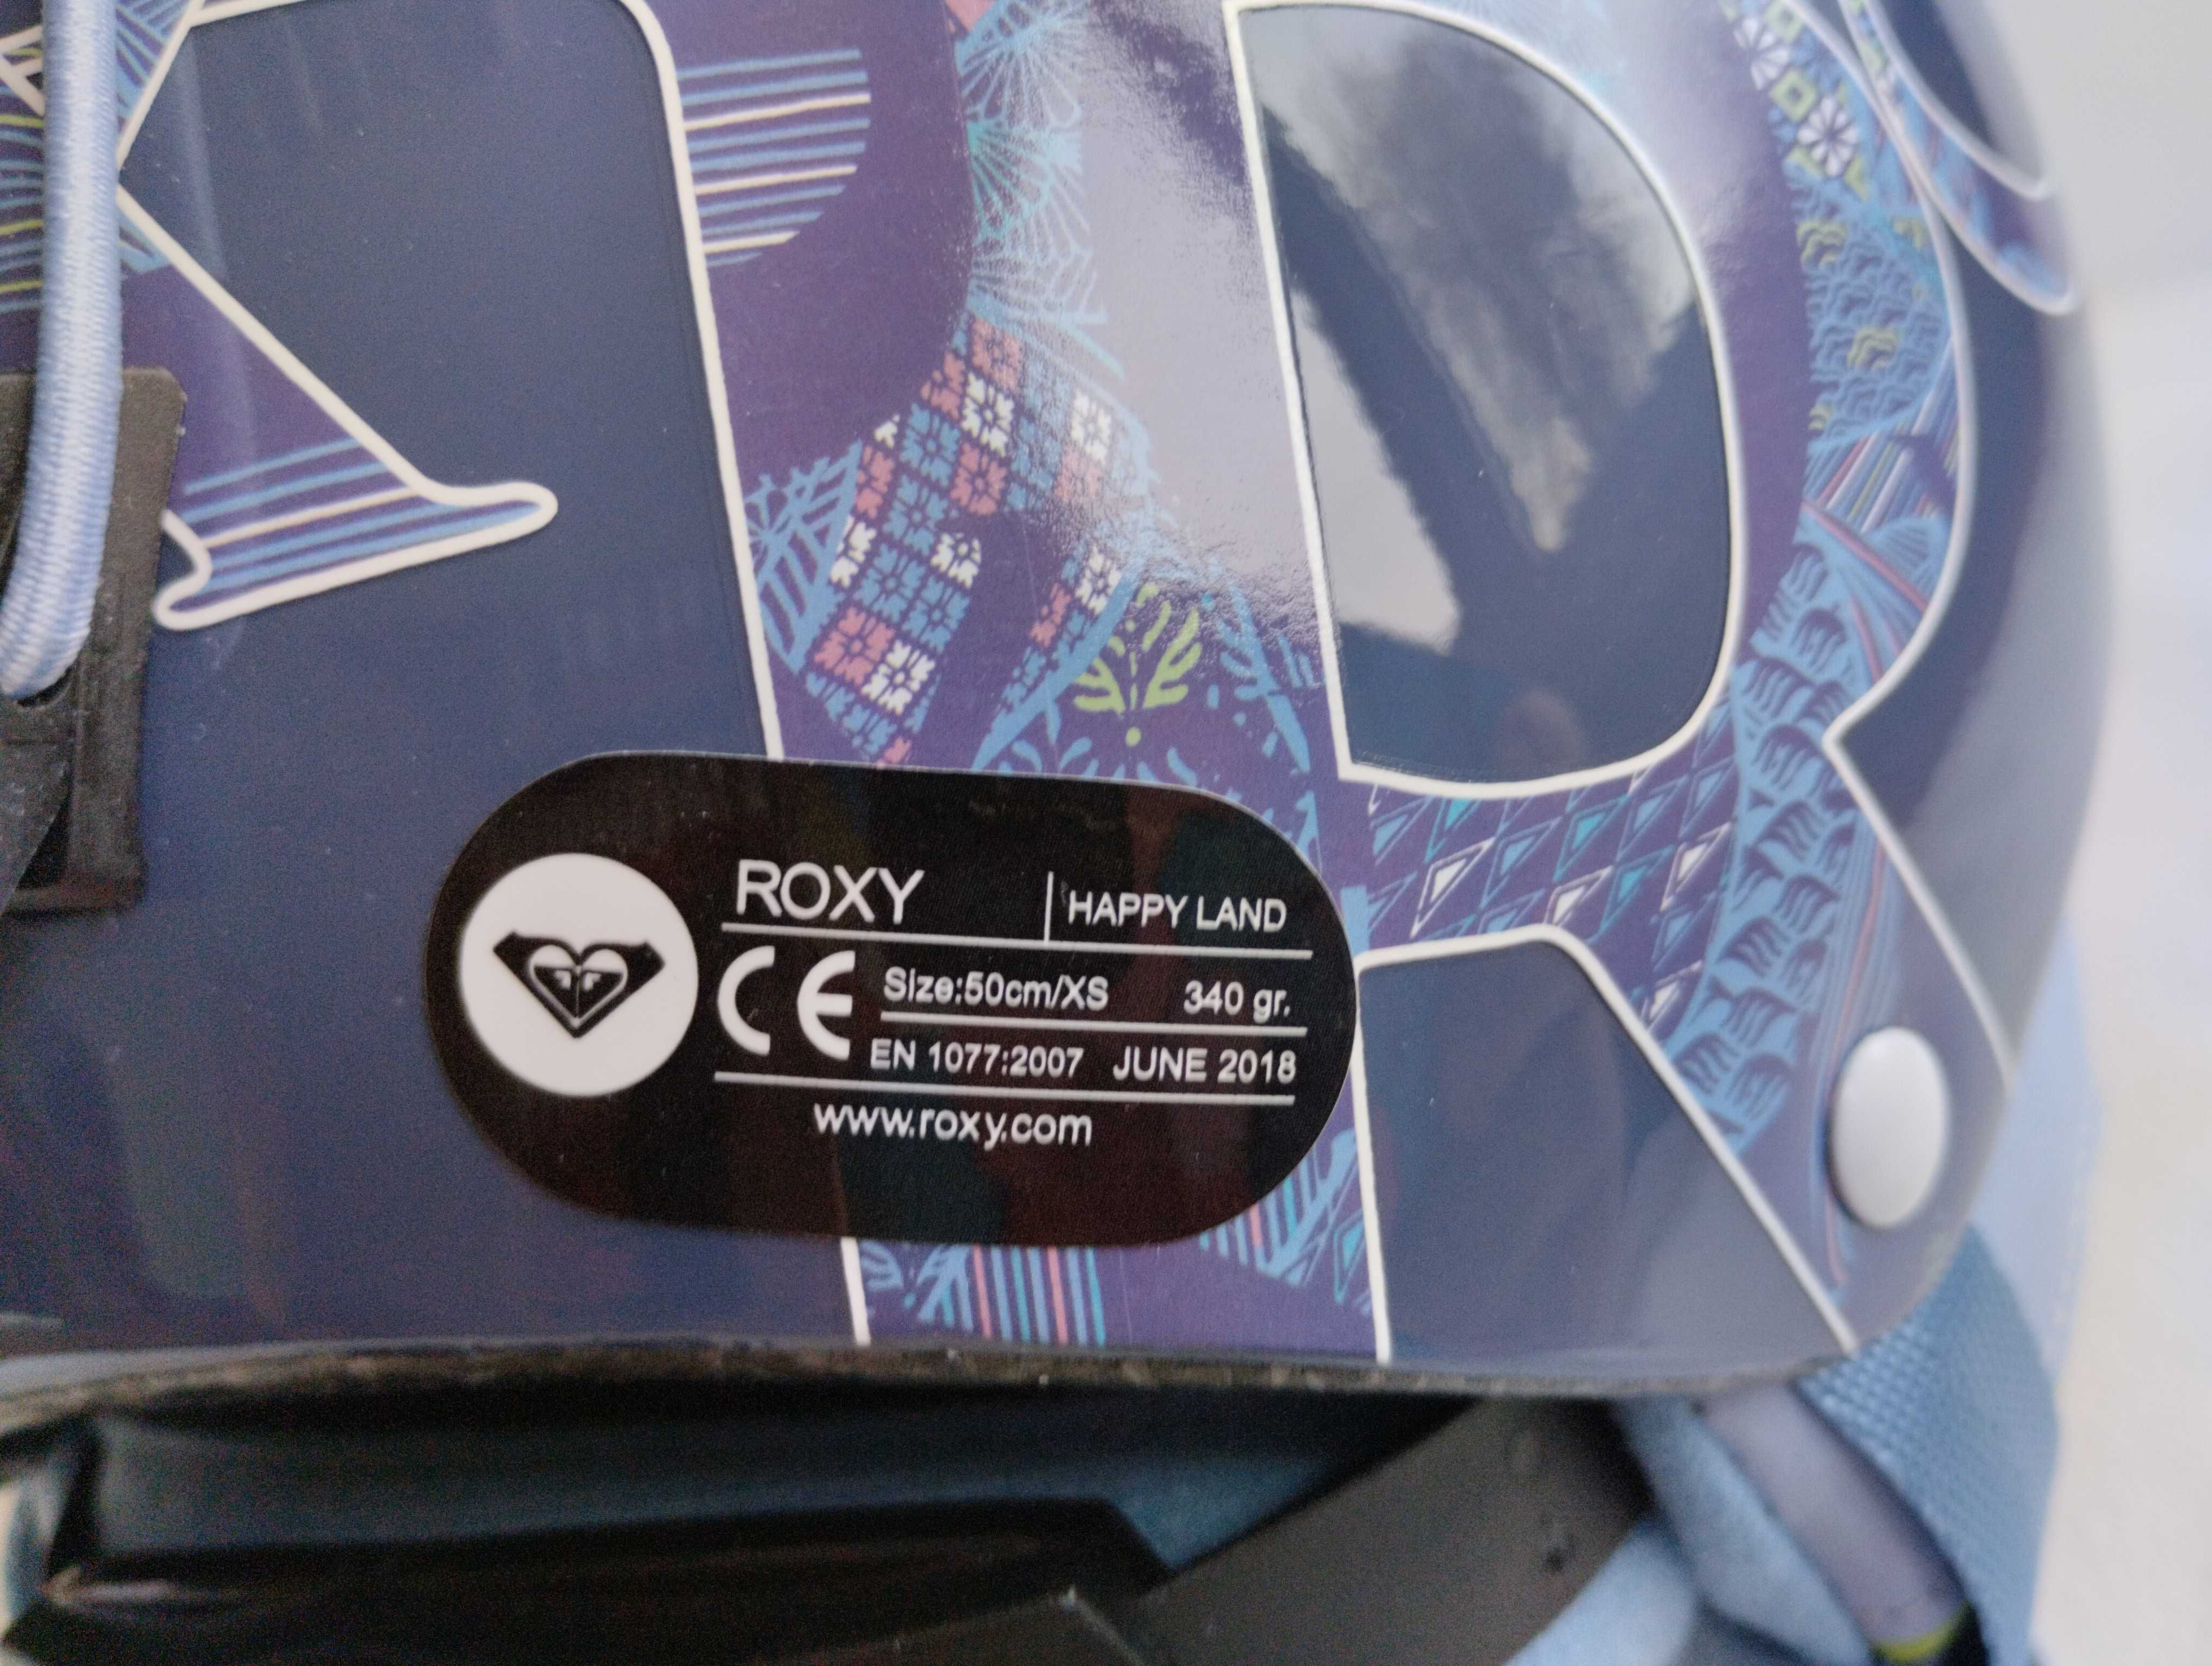 ROXY | HAPPY LAND
CE Size:50cm/XS 340 gr.
EN 1077:2007 JUNE 2018
www.roxy.com